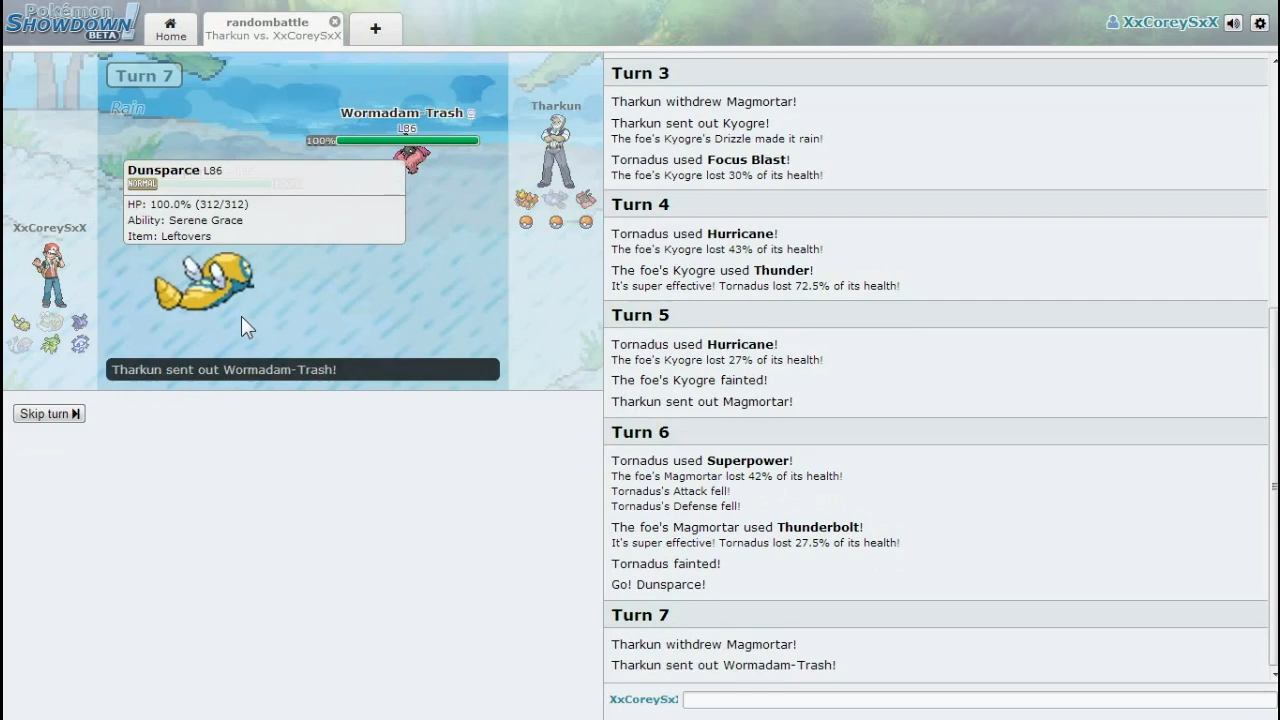 Pokémon
SHOWDOWN!
BETA
Home
randombattle
Tharkun vs. XxCoreySxX
+
XxCoreySxX
Turn 7
Rain
Wormadam-Trash
L86
100%
Tharkun
Dunsparce L86
NORMAL
HP: 100.0% (312/312)
Ability: Serene Grace
Item: Leftovers
XxCoreySxX
Tharkun sent out Wormadam-Trash!
Skip turn
Turn 3
Tharkun withdrew Magmortar!
Tharkun sent out Kyogre!
The foe's Kyogre's Drizzle made it rain!
Tornadus used Focus Blast!
The foe's Kyogre lost 30% of its health!
Turn 4
Tornadus used Hurricane!
The foe's Kyogre lost 43% of its health!
The foe's Kyogre used Thunder!
It's super effective! Tornadus lost 72.5% of its health!
Turn 5
Tornadus used Hurricane!
The foe's Kyogre lost 27% of its health!
The foe's Kyogre fainted!
Tharkun sent out Magmortar!
Turn 6
Tornadus used Superpower!
The foe's Magmortar lost 42% of its health!
Tornadus's Attack fell!
Tornadus's Defense fell!
The foe's Magmortar used Thunderbolt!
It's super effective! Tornadus lost 27.5% of its health!
Tornadus fainted!
Go! Dunsparce!
Turn 7
Tharkun withdrew Magmortar!
Tharkun sent out Wormadam-Trash!
XxCoreySx